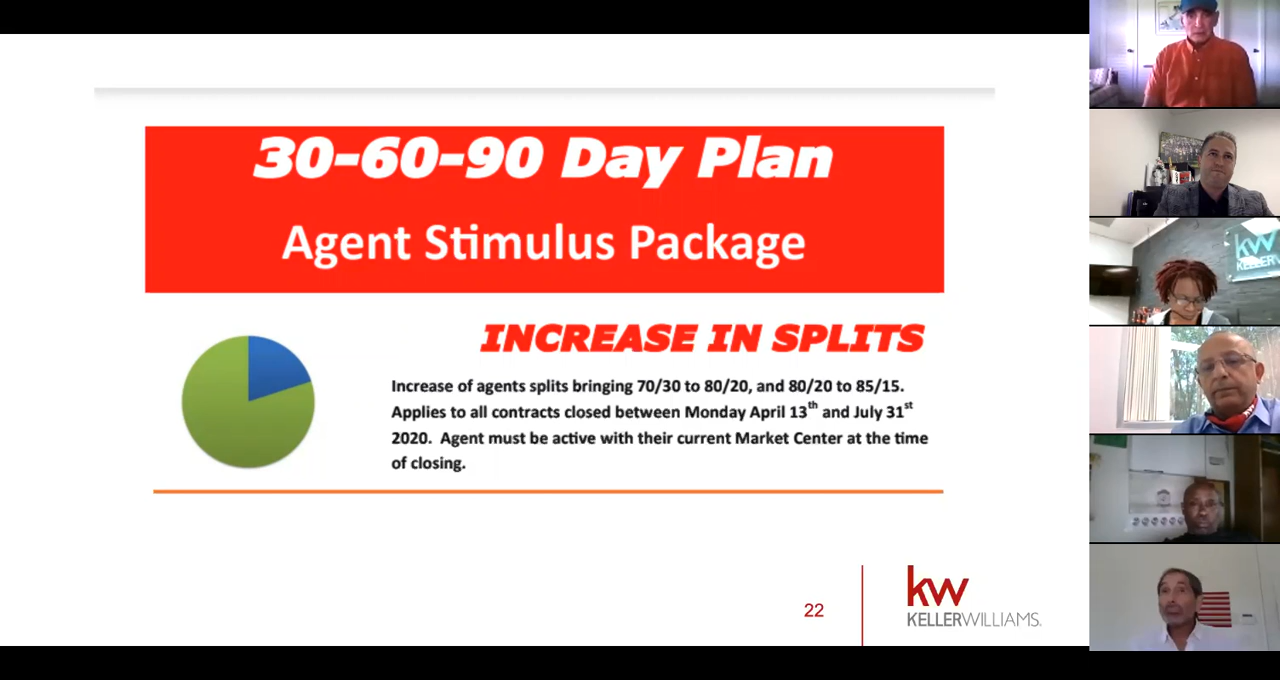 30-60-90 Day Plan
Agent Stimulus Package
INCREASE IN SPLITS
Increase of agents splits bringing 70/30 to 80/20, and 80/20 to 85/15.
Applies to all contracts closed between Monday April 13th and July 31st
2020. Agent must be active with their current Market Center at the time
of closing.
22
kw
KELLERWILLIAMS.
kw
KELLERW